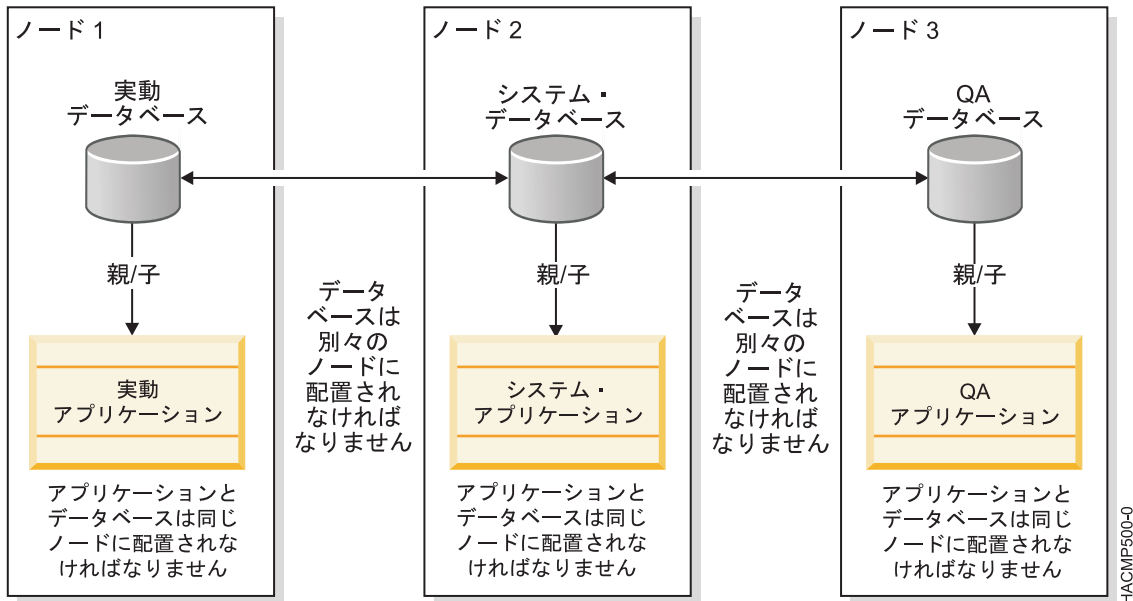 ノード 1
実動
データベース
親/子
実動
アプリケーション
アプリケーションと
データベースは同じ
ノードに配置されな
ければなりません
データ
ベースは
別々の
ノードに
配置され
なければ
なりません
ノード 2
システム・
データベース
親/子
システム・
アプリケーション
アプリケーションと
データベースは同じ
ノードに配置されな
ければなりません
データ
ベースは
別々の
ノードに
配置され
なければ
なりません
ノード 3
QA
データベース
親/子
QA
アプリケーション
アプリケーションと
データベースは同じ
ノードに配置されな
ければなりません
HACMP500-0